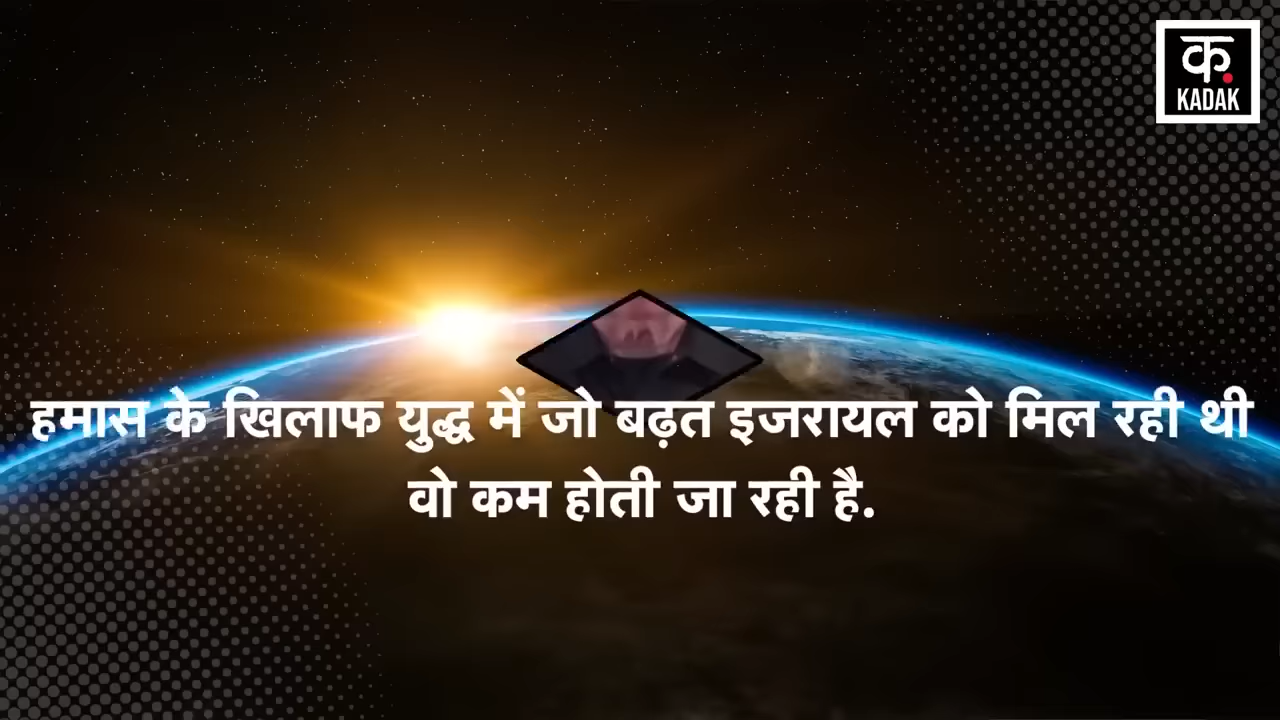 क.
KADAK
हमास के खिलाफ युद्ध में जो बढ़त इजरायल को मिल रही थी
वो कम होती जा रही है.